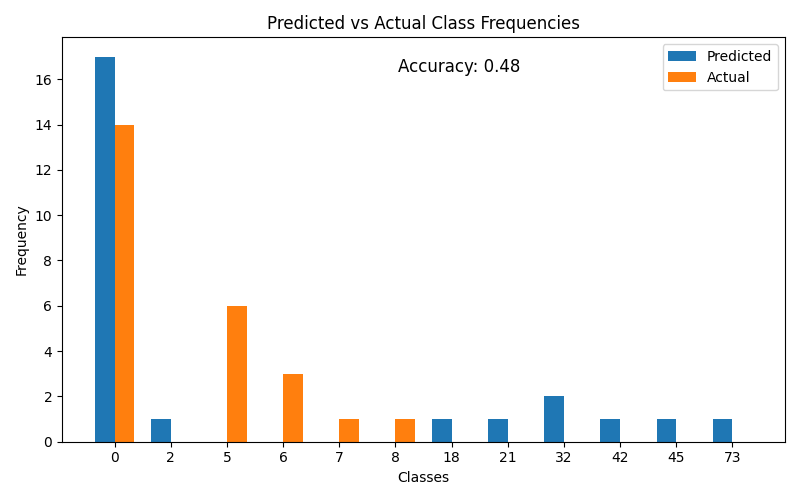 Predicted vs Actual Class Frequencies
Accuracy: 0.48
Predicted
Actual
Frequency
16
14
12
10
8
6
4
2
0
0 2 5 6 7 8 18 21 32 42 45 73
Classes